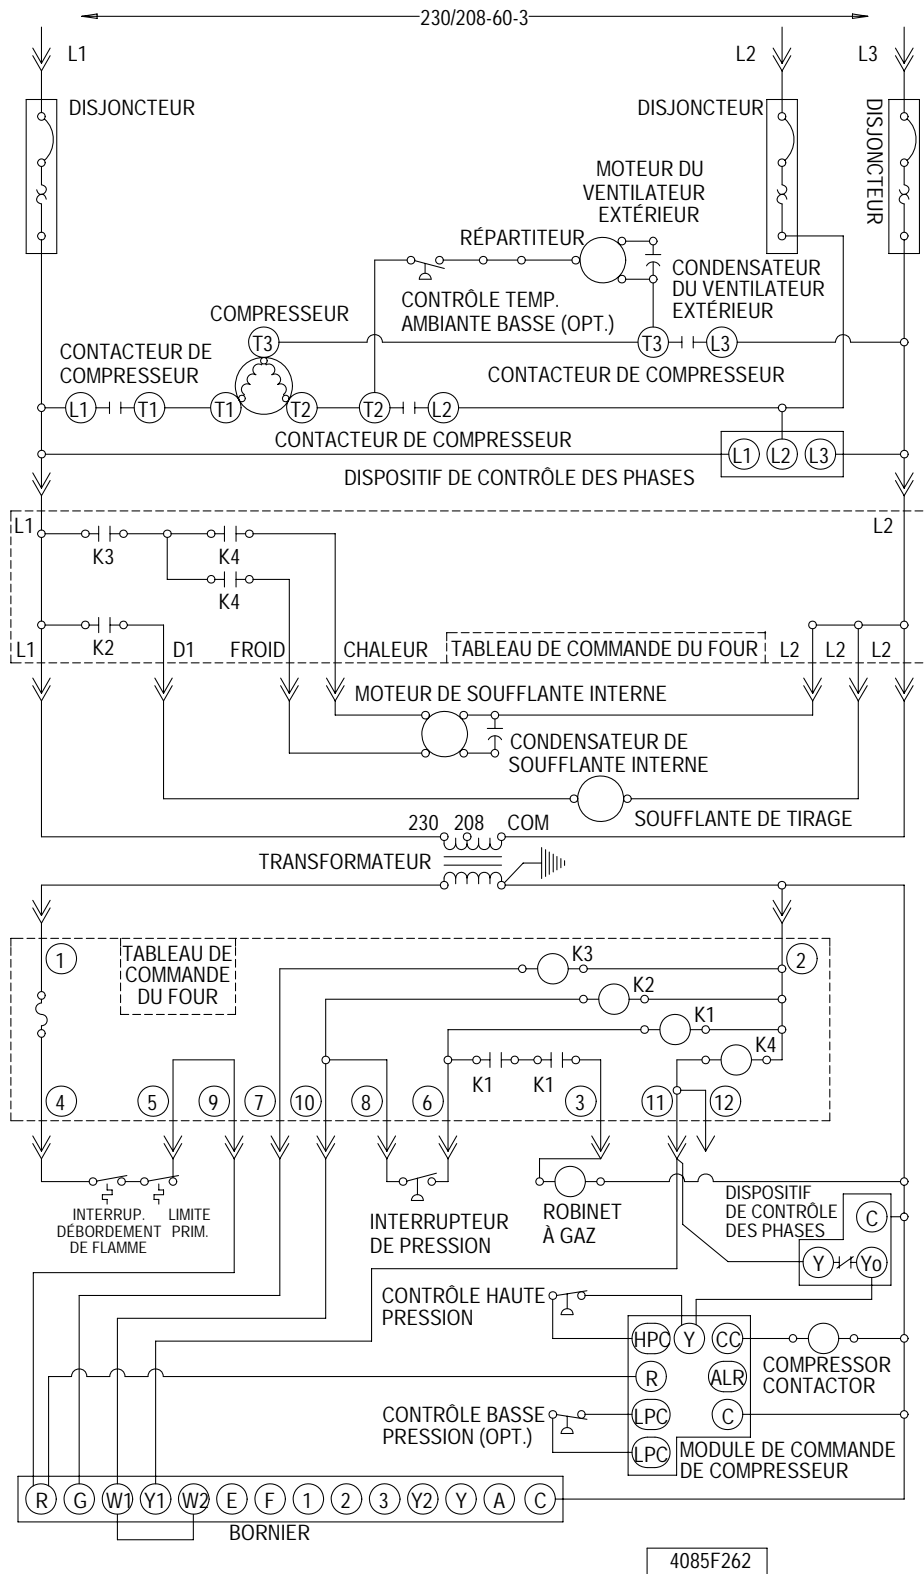 230/208-60-3
L1
L2
L3
DISJONCTEUR
DISJONCTEUR
DISJONCTEUR
MOTEUR DU
VENTILATEUR
EXTÉRIEUR
RÉPARTITEUR
CONDENSATEUR
DU VENTILATEUR
EXTÉRIEUR
CONTRÔLE TEMP.
AMBIANTE BASSE (OPT.)
COMPRESSEUR
T3
T3
L3
CONTACTEUR DE
COMPRESSEUR
CONTACTEUR DE COMPRESSEUR
L1
T1
T1
T2
T2
L2
CONTACTEUR DE COMPRESSEUR
L1
L2
L3
DISPOSITIF DE CONTRÔLE DES PHASES
L1
L2
K3
K4
K4
K2
L1
D1
FROID
CHALEUR
TABLEAU DE COMMANDE DU FOUR
L2
L2
L2
MOTEUR DE SOUFFLANTE INTERNE
CONDENSATEUR DE
SOUFFLANTE INTERNE
SOUFFLANTE DE TIRAGE
230
208
COM
TRANSFORMATEUR
1
TABLEAU DE
COMMANDE
DU FOUR
K3
2
K2
K1
K4
K1
K1
4
5
9
7
10
8
6
3
11
12
INTERRUP.
DÉBORDEMENT
DE FLAMME
LIMITE
PRIM.
INTERRUPTEUR
DE PRESSION
ROBINET
À GAZ
DISPOSITIF
DE CONTRÔLE
DES PHASES
C
Y
Yo
CONTRÔLE HAUTE
PRESSION
HPC
Y
CC
R
ALR
COMPRESSOR
CONTACTOR
CONTRÔLE BASSE
PRESSION (OPT.)
LPC
C
LPC
MODULE DE COMMANDE
DE COMPRESSEUR
R
G
W1
Y1
W2
E
F
1
2
3
Y2
Y
A
C
BORNIER
4085F262